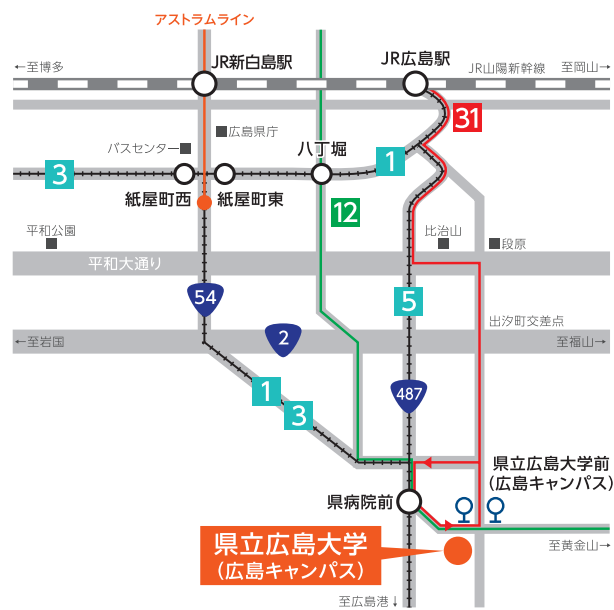 アストラムライン
JR新白島駅
JR広島駅
←至博多
JR山陽新幹線
至岡山→
31
広島県庁
バスセンター
八丁堀
1
3
紙屋町西
紙屋町東
12
平和公園
比治山
段原
平和大通り
54
5
出汐町交差点
2
←至岩国
至福山→
1
3
487
県立広島大学前
(広島キャンパス)
県病院前
県立広島大学
(広島キャンパス)
至黄金山→
至広島港↓